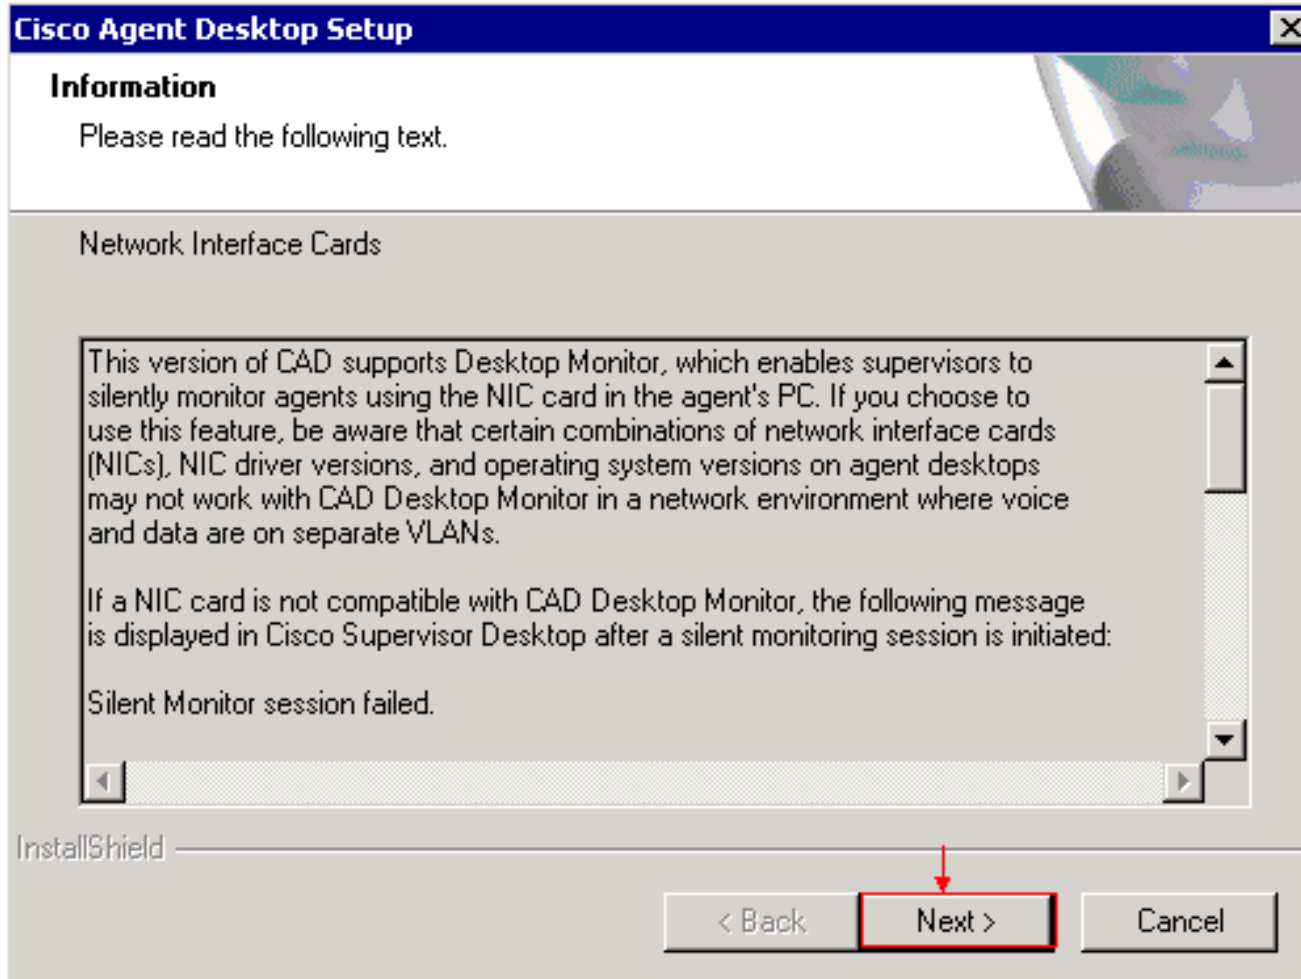 Cisco Agent Desktop Setup
Information
Please read the following text.
Network Interface Cards
This version of CAD supports Desktop Monitor, which enables supervisors to
silently monitor agents using the NIC card in the agent's PC. If you choose to
use this feature, be aware that certain combinations of network interface cards
(NICs), NIC driver versions, and operating system versions on agent desktops
may not work with CAD Desktop Monitor in a network environment where voice
and data are on separate VLANs.
If a NIC card is not compatible with CAD Desktop Monitor, the following message
is displayed in Cisco Supervisor Desktop after a silent monitoring session is initiated:
Silent Monitor session failed.
InstallShield
< Back
Next >
Cancel